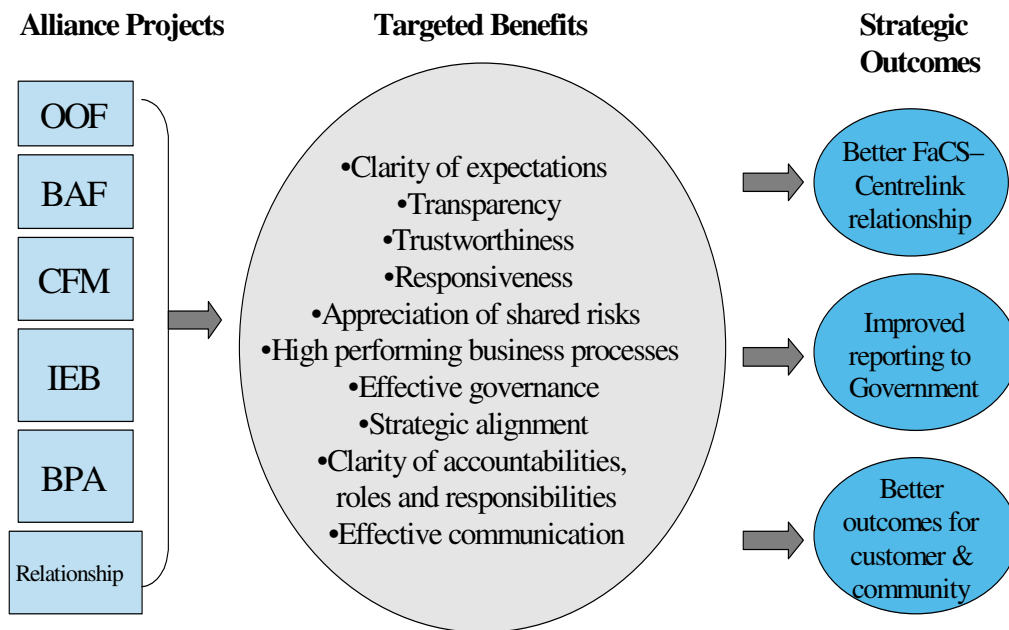 Alliance Projects
Targeted Benefits
Strategic
Outcomes
OOF
BAF
CFM
IEB
BPA
Relationship
•Clarity of expectations
•Transparency
•Trustworthiness
•Responsiveness
•Appreciation of shared risks
•High performing business processes
•Effective governance
•Strategic alignment
•Clarity of accountabilities,
roles and responsibilities
•Effective communication
Better FaCS–
Centrelink
relationship
Improved
reporting to
Government
Better
outcomes for
customer &
community